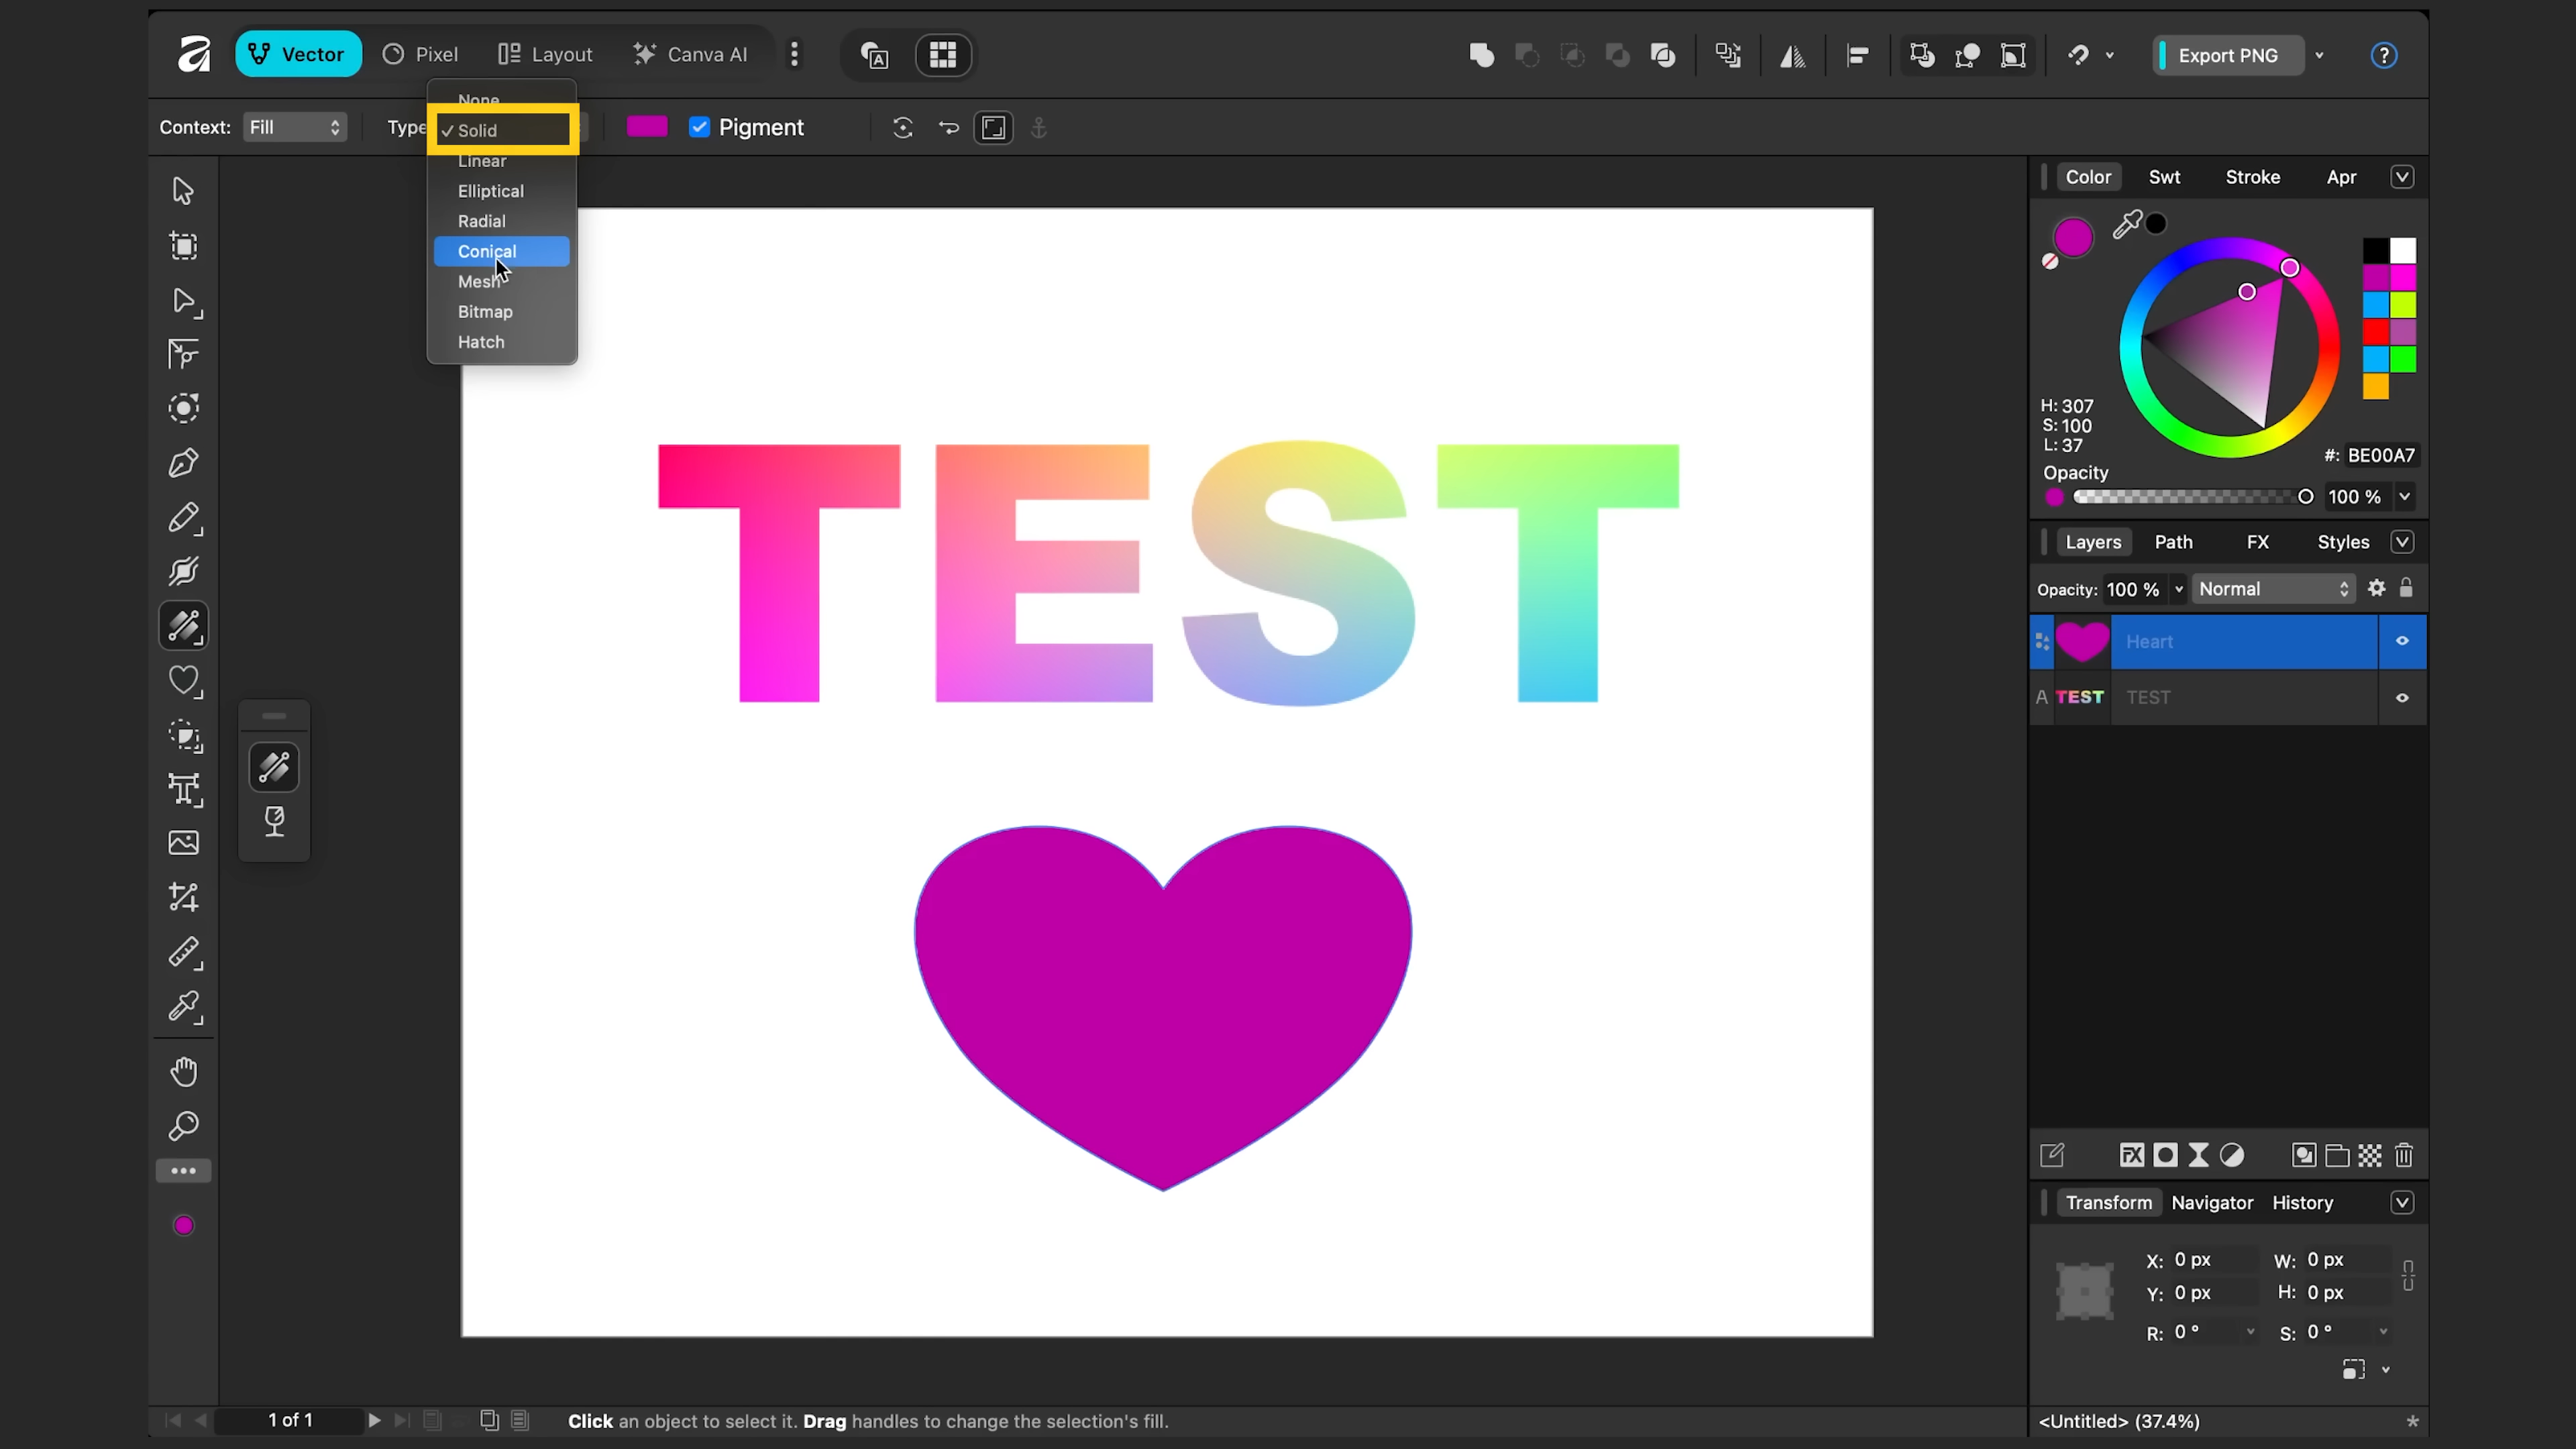 Vector Pixel Layout Canva AI Export PNG ?
None
Context: Fill Type Solid Pigment
Linear
Elliptical
Radial
Conical
Mesh
Bitmap
Hatch
Color Swt Stroke Apr
H: 307
S: 100
L: 37
#: BE00A7
Opacity
100 %
TEST
Layers Path FX Styles
Opacity: 100 % Normal
Heart
A TEST TEST
FX
Transform Navigator History
X: 0 px W: 0 px
Y: 0 px H: 0 px
R: 0 ° S: 0 °
1 of 1 Click an object to select it. Drag handles to change the selection's fill. <Untitled> (37.4%) *